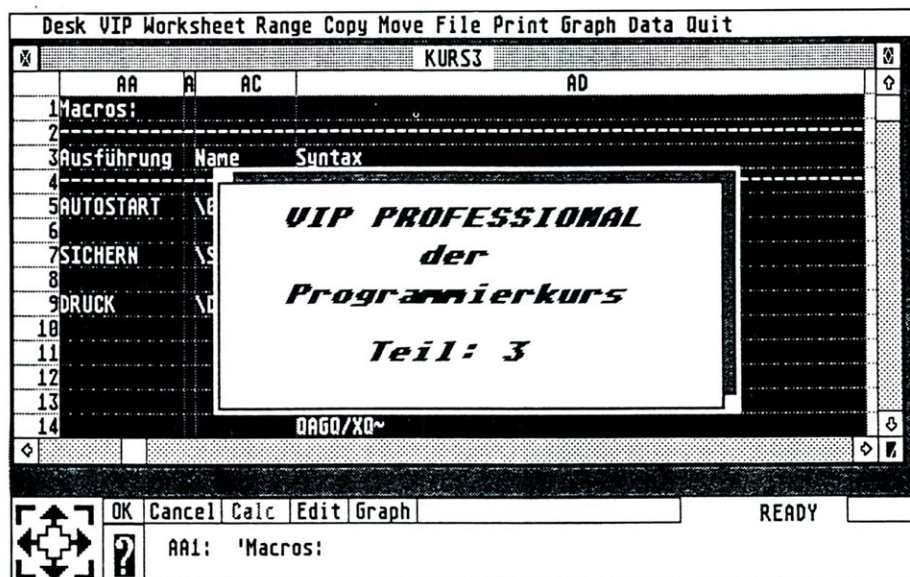 Desk VIP Worksheet Range Copy Move File Print Graph Data Quit
KURS3
AA A AC AD
1 Macros:
2
3 Ausführung Name Syntax
4
5 AUTOSTART \0
6
7 SICHERN \S
8
9 DRUCK \D
10
11
12
13
14 QAGQ/XQ~
VIP PROFESSIONAL
der
Programmierkurs
Teil: 3
OK Cancel Calc Edit Graph READY
? AA1: 'Macros: